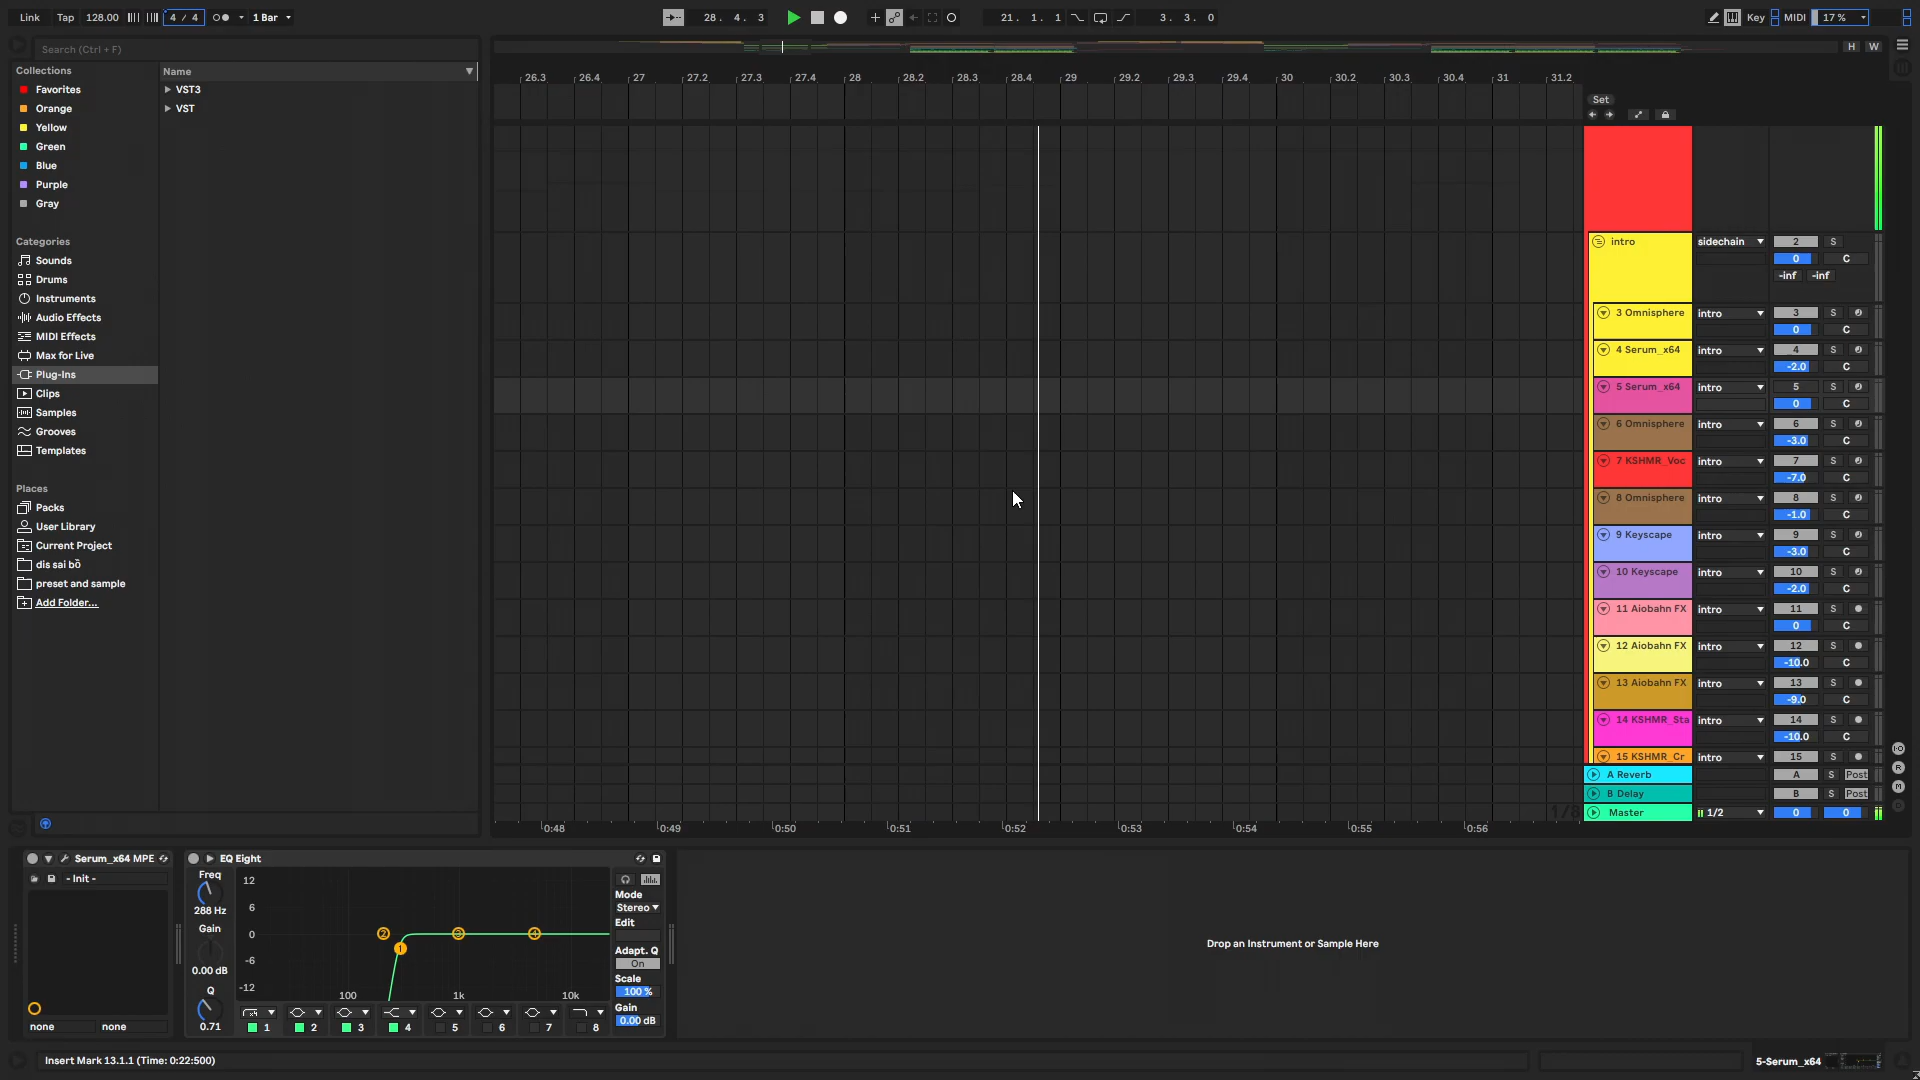 Link Tap 128.00 4 / 4 1 Bar 28. 4. 3 21. 1. 1 3. 3. 0 Key MIDI 17 %
Search (Ctrl + F)
H W
Collections
Favorites
Orange
Yellow
Green
Blue
Purple
Gray
Categories
Sounds
Drums
Instruments
Audio Effects
MIDI Effects
Max for Live
Plug-Ins
Clips
Samples
Grooves
Templates
Places
Packs
User Library
Current Project
dis sai bồ
preset and sample
Add Folder...
Name
VST3
VST
26.3 26.4 27 27.2 27.3 27.4 28 28.2 28.3 28.4 29 29.2 29.3 29.4 30 30.2 30.3 30.4 31 31.2
Set
intro sidechain 2 S
0 C
-inf -inf
3 Omnisphere intro 3 S
0 C
4 Serum_x64 intro 4 S
-2.0 C
5 Serum_x64 intro 5 S
0 C
6 Omnisphere intro 6 S
-3.0 C
7 KSHMR_Voc intro 7 S
-7.0 C
8 Omnisphere intro 8 S
-1.0 C
9 Keyscape intro 9 S
-3.0 C
10 Keyscape intro 10 S
-2.0 C
11 Aiobahn FX intro 11 S
0 C
12 Aiobahn FX intro 12 S
-10.0 C
13 Aiobahn FX intro 13 S
-9.0 C
14 KSHMR_Sta intro 14 S
-10.0 C
15 KSHMR_Cr intro 15 S
A Reverb A S Post
B Delay B S Post
1/8
Master 1/2 0 0
0:48 0:49 0:50 0:51 0:52 0:53 0:54 0:55 0:56
Serum_x64 MPE
- Init -
none none
EQ Eight
Freq
288 Hz
Gain
0.00 dB
Q
0.71
12
6
0
-6
-12
100 1k 10k
2 1 3 4
1 2 3 4 5 6 7 8
Mode
Stereo
Edit
Adapt. Q
On
Scale
100 %
Gain
0.00 dB
Drop an Instrument or Sample Here
Insert Mark 13.1.1 (Time: 0:22:500)
5-Serum_x64